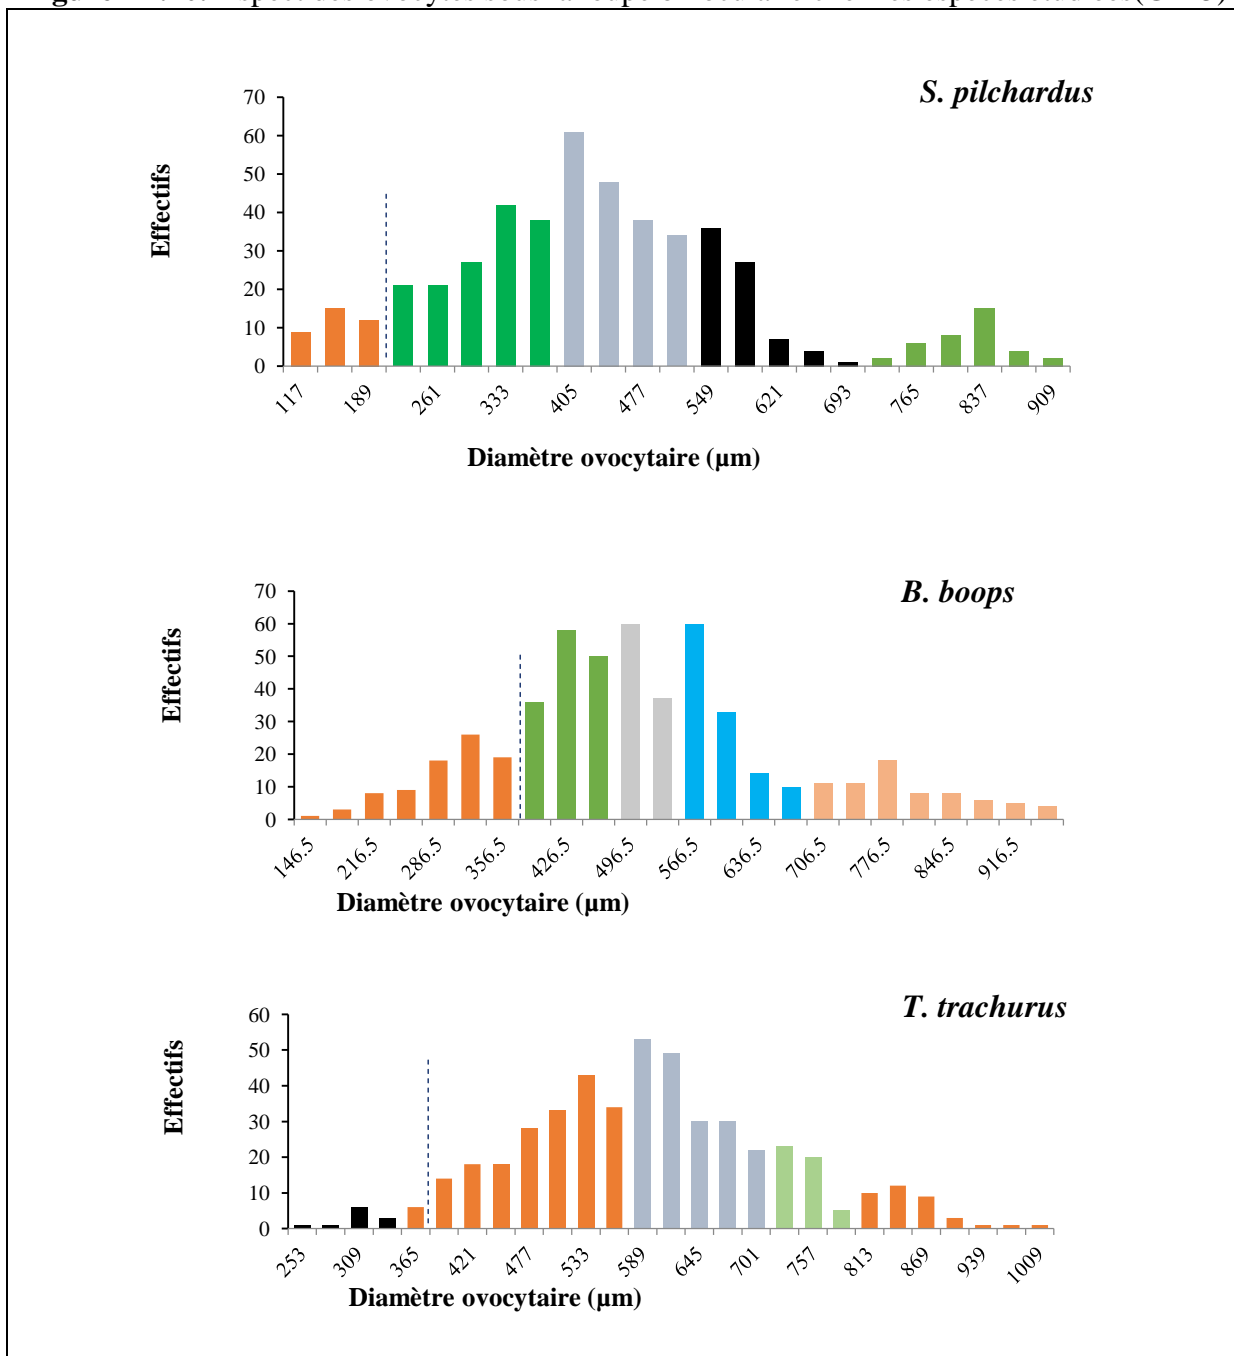 S. pilchardus
70
60
50
40
30
20
10
0
Effectifs
117 189 261 333 405 477 549 621 693 765 837 909
Diamètre ovocytaire (µm)
B. boops
70
60
50
40
30
20
10
0
Effectifs
146.5 216.5 286.5 356.5 426.5 496.5 566.5 636.5 706.5 776.5 846.5 916.5
Diamètre ovocytaire (µm)
T. trachurus
60
50
40
30
20
10
0
Effectifs
253 309 365 421 477 533 589 645 701 757 813 869 939 1009
Diamètre ovocytaire (µm)